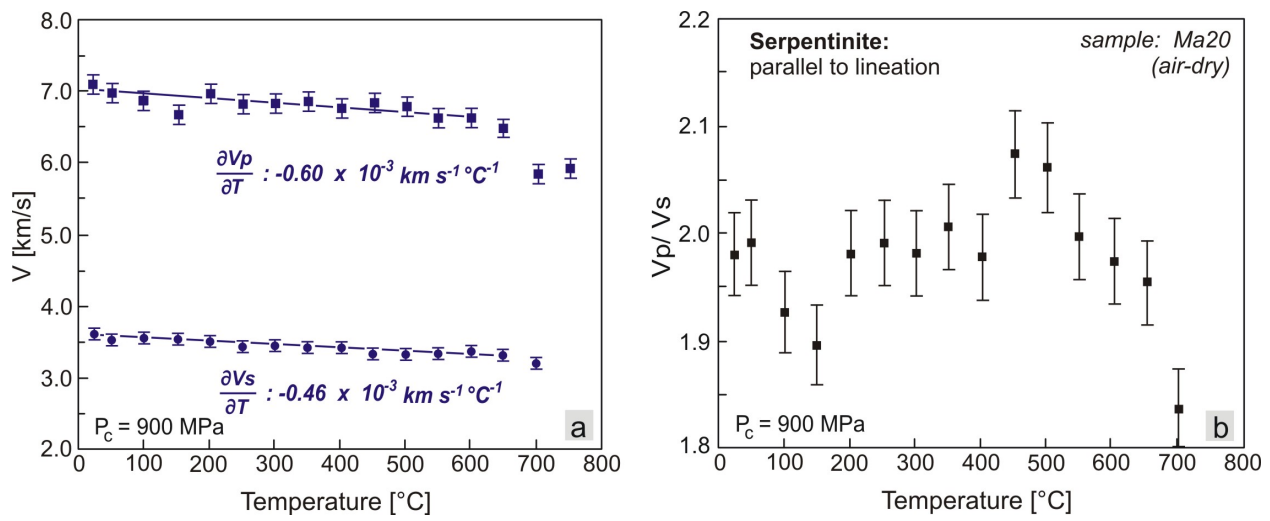 8.0
7.0
6.0
5.0
4.0
3.0
2.0
V [km/s]
∂Vp
∂T
: -0.60 x 10⁻³ km s⁻¹ °C⁻¹
∂Vs
∂T
: -0.46 x 10⁻³ km s⁻¹ °C⁻¹
Pc = 900 MPa
a
0 100 200 300 400 500 600 700 800
Temperature [°C]
2.2
2.1
2.0
1.9
1.8
Vp/ Vs
Serpentinite:
parallel to lineation
sample: Ma20
(air-dry)
Pc = 900 MPa
b
0 100 200 300 400 500 600 700 800
Temperature [°C]